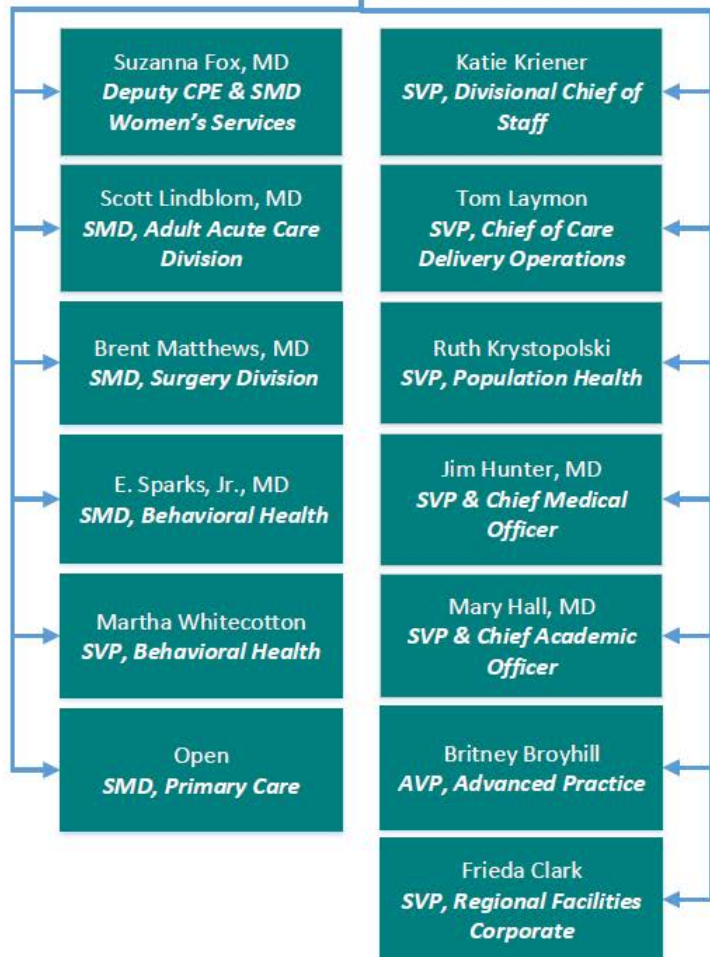 Suzanna Fox, MD
Deputy CPE & SMD
Women's Services
Scott Lindblom, MD
SMD, Adult Acute Care
Division
Brent Matthews, MD
SMD, Surgery Division
E. Sparks, Jr., MD
SMD, Behavioral Health
Martha Whitecotton
SVP, Behavioral Health
Open
SMD, Primary Care
Katie Kriener
SVP, Divisional Chief of
Staff
Tom Laymon
SVP, Chief of Care
Delivery Operations
Ruth Krystopolski
SVP, Population Health
Jim Hunter, MD
SVP & Chief Medical
Officer
Mary Hall, MD
SVP & Chief Academic
Officer
Britney Broyhill
AVP, Advanced Practice
Frieda Clark
SVP, Regional Facilities
Corporate